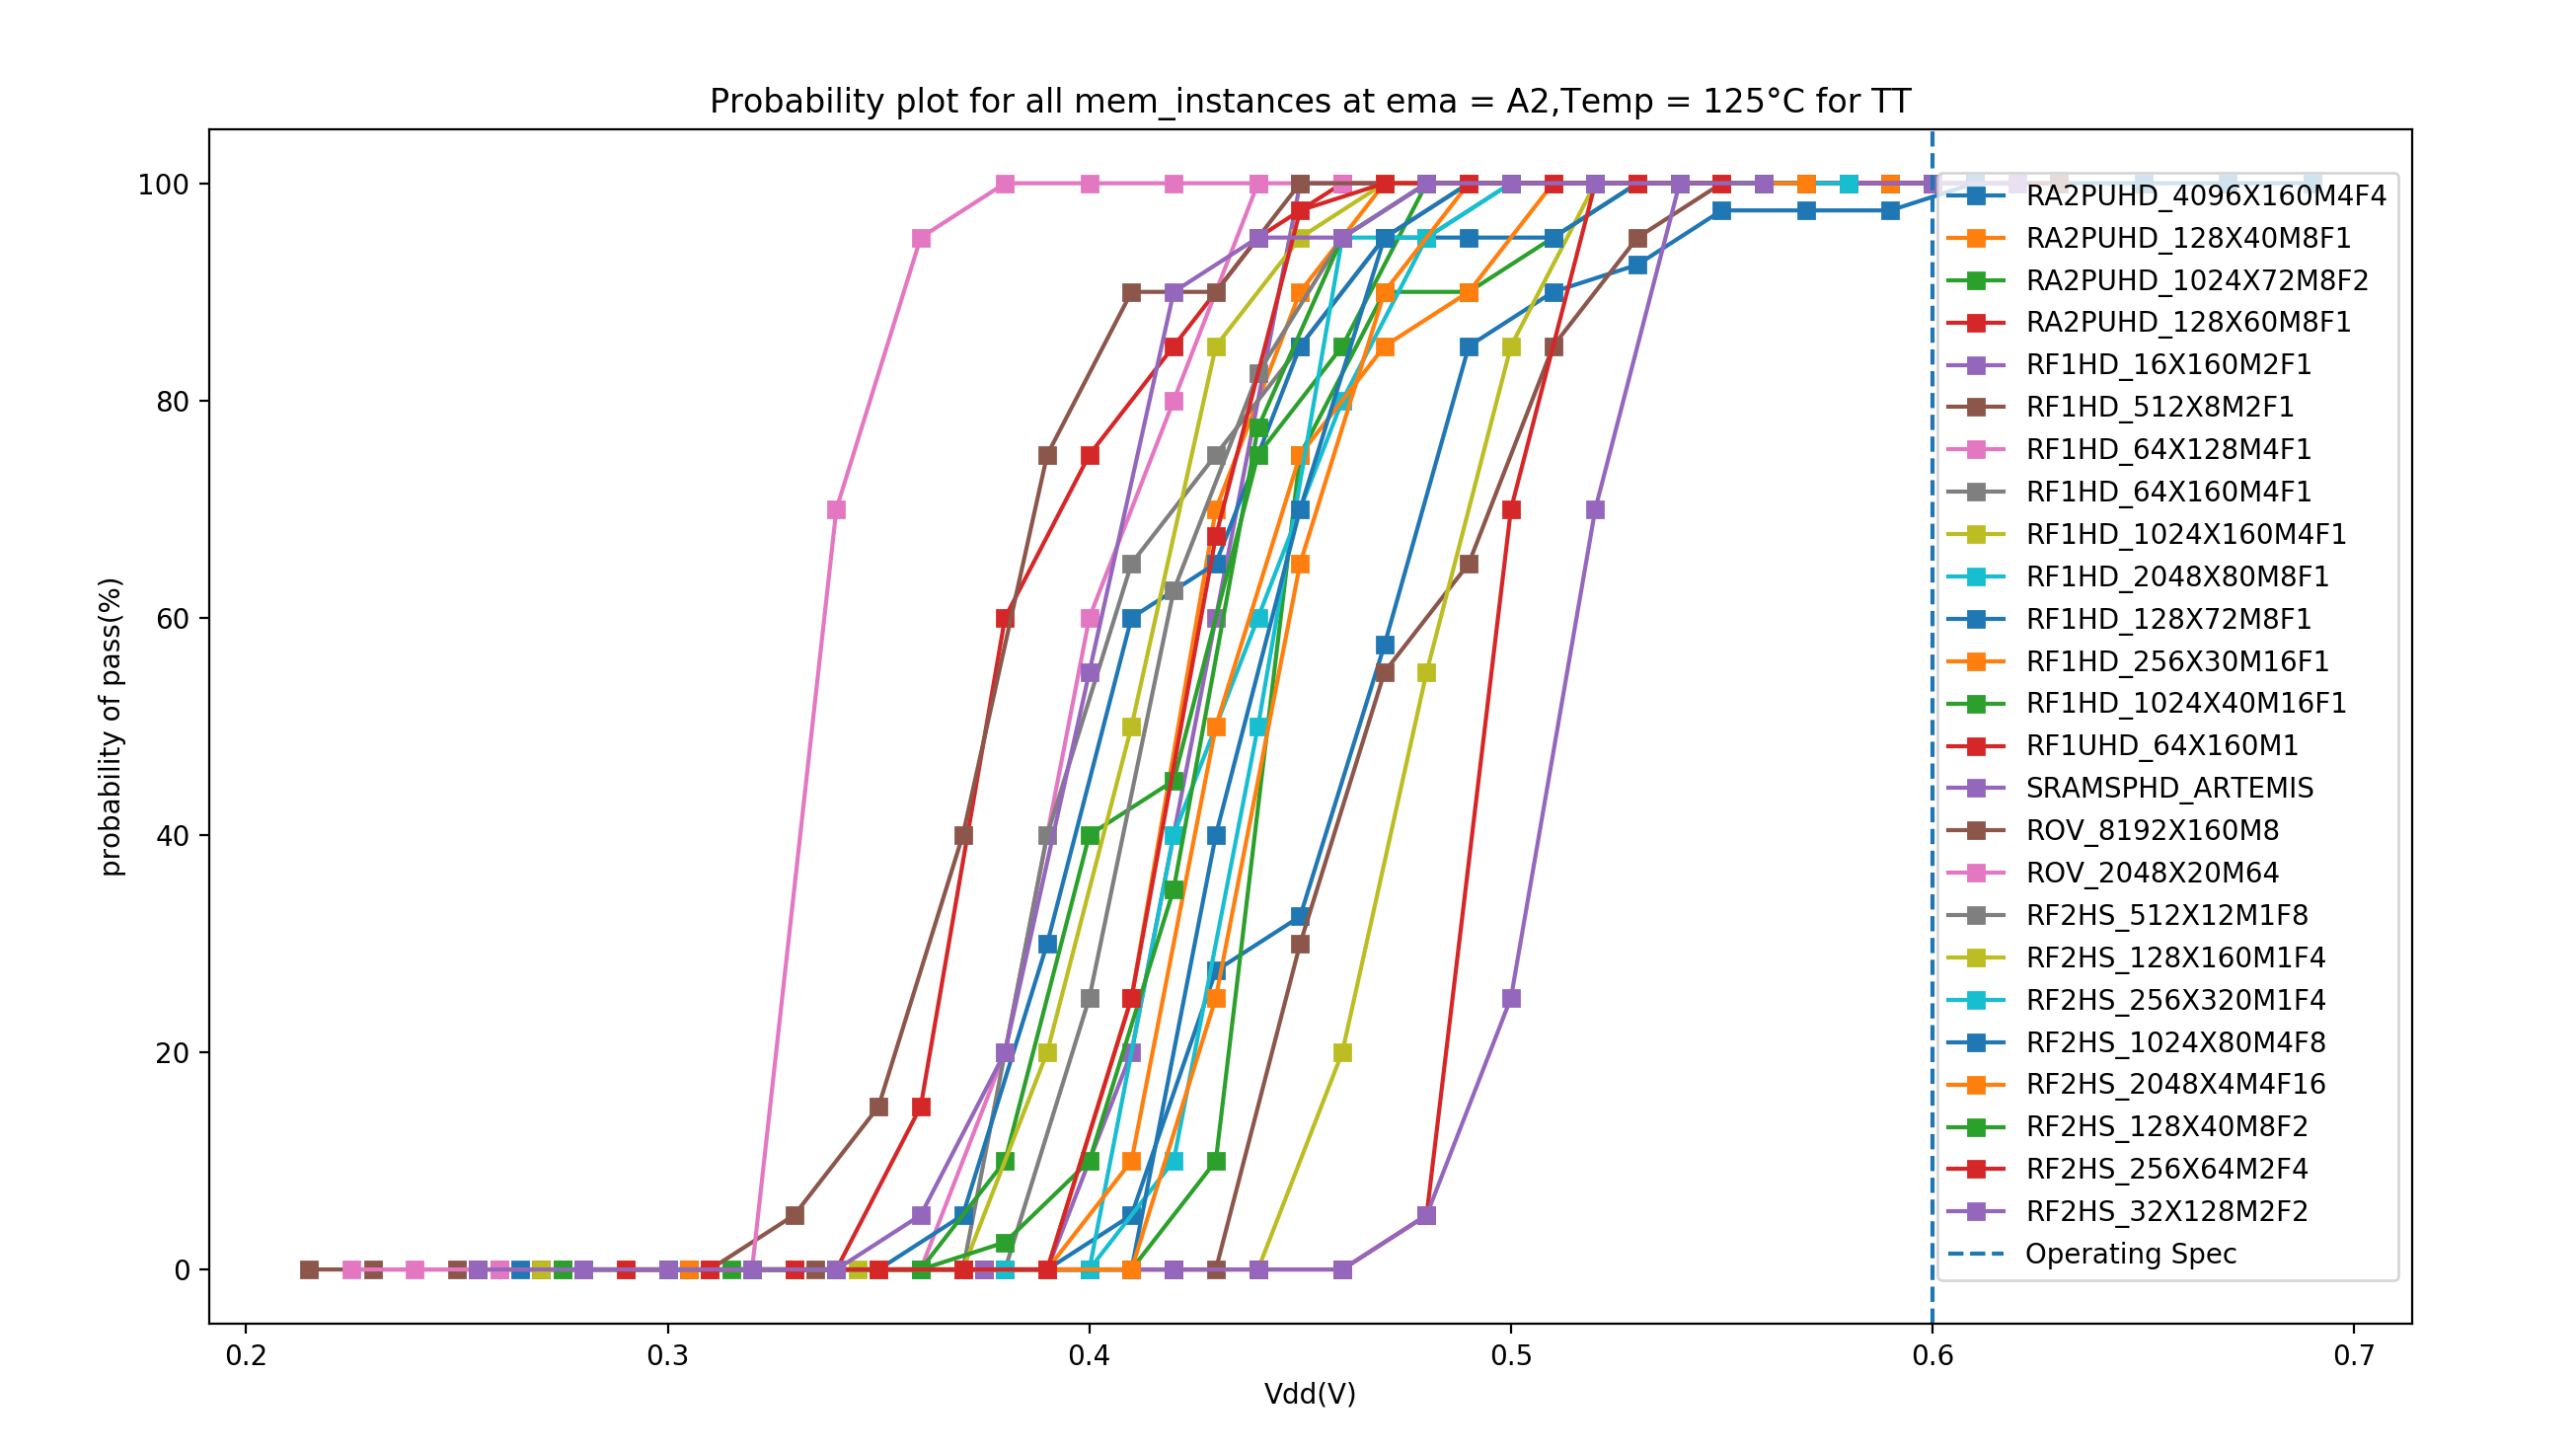 Probability plot for all mem_instances at ema = A2,Temp = 125°C for TT
probability of pass(%)
100
80
60
40
20
0
0.2
0.3
0.4
0.5
0.6
0.7
Vdd(V)
RA2PUHD_4096X160M4F4
RA2PUHD_128X40M8F1
RA2PUHD_1024X72M8F2
RA2PUHD_128X60M8F1
RF1HD_16X160M2F1
RF1HD_512X8M2F1
RF1HD_64X128M4F1
RF1HD_64X160M4F1
RF1HD_1024X160M4F1
RF1HD_2048X80M8F1
RF1HD_128X72M8F1
RF1HD_256X30M16F1
RF1HD_1024X40M16F1
RF1UHD_64X160M1
SRAMSPHD_ARTEMIS
ROV_8192X160M8
ROV_2048X20M64
RF2HS_512X12M1F8
RF2HS_128X160M1F4
RF2HS_256X320M1F4
RF2HS_1024X80M4F8
RF2HS_2048X4M4F16
RF2HS_128X40M8F2
RF2HS_256X64M2F4
RF2HS_32X128M2F2
Operating Spec